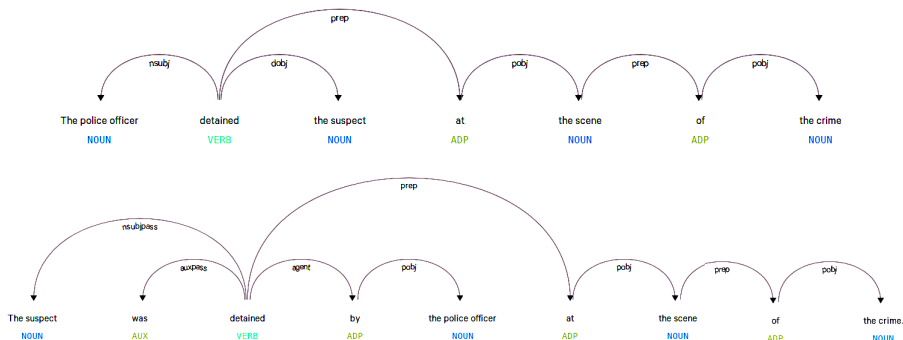 prep
nsubj dobj pobj prep pobj
The police officer detained the suspect at the scene of the crime
NOUN VERB NOUN ADP NOUN ADP NOUN
prep
nsubjpass
auxpass agent pobj pobj prep pobj
The suspect was detained by the police officer at the scene of the crime.
NOUN AUX VERB ADP NOUN ADP NOUN ADP NOUN